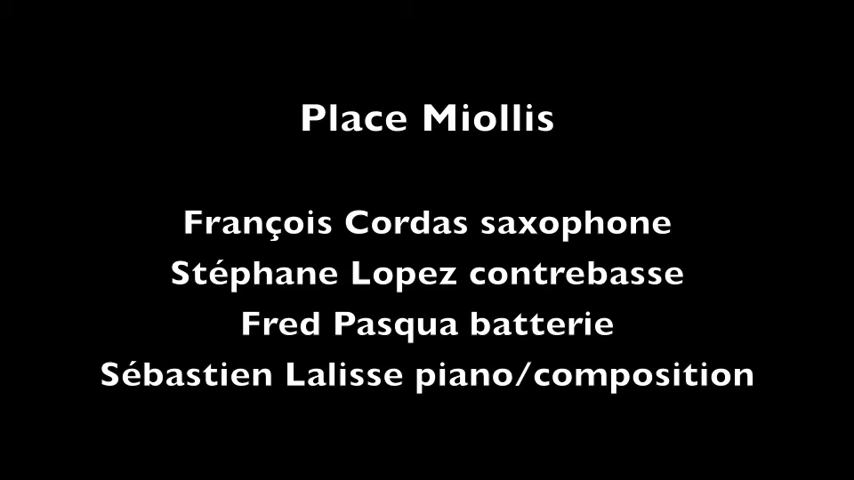 Place Miollis
François Cordas saxophone
Stéphane Lopez contrebasse
Fred Pasqua batterie
Sébastien Lalisse piano/composition